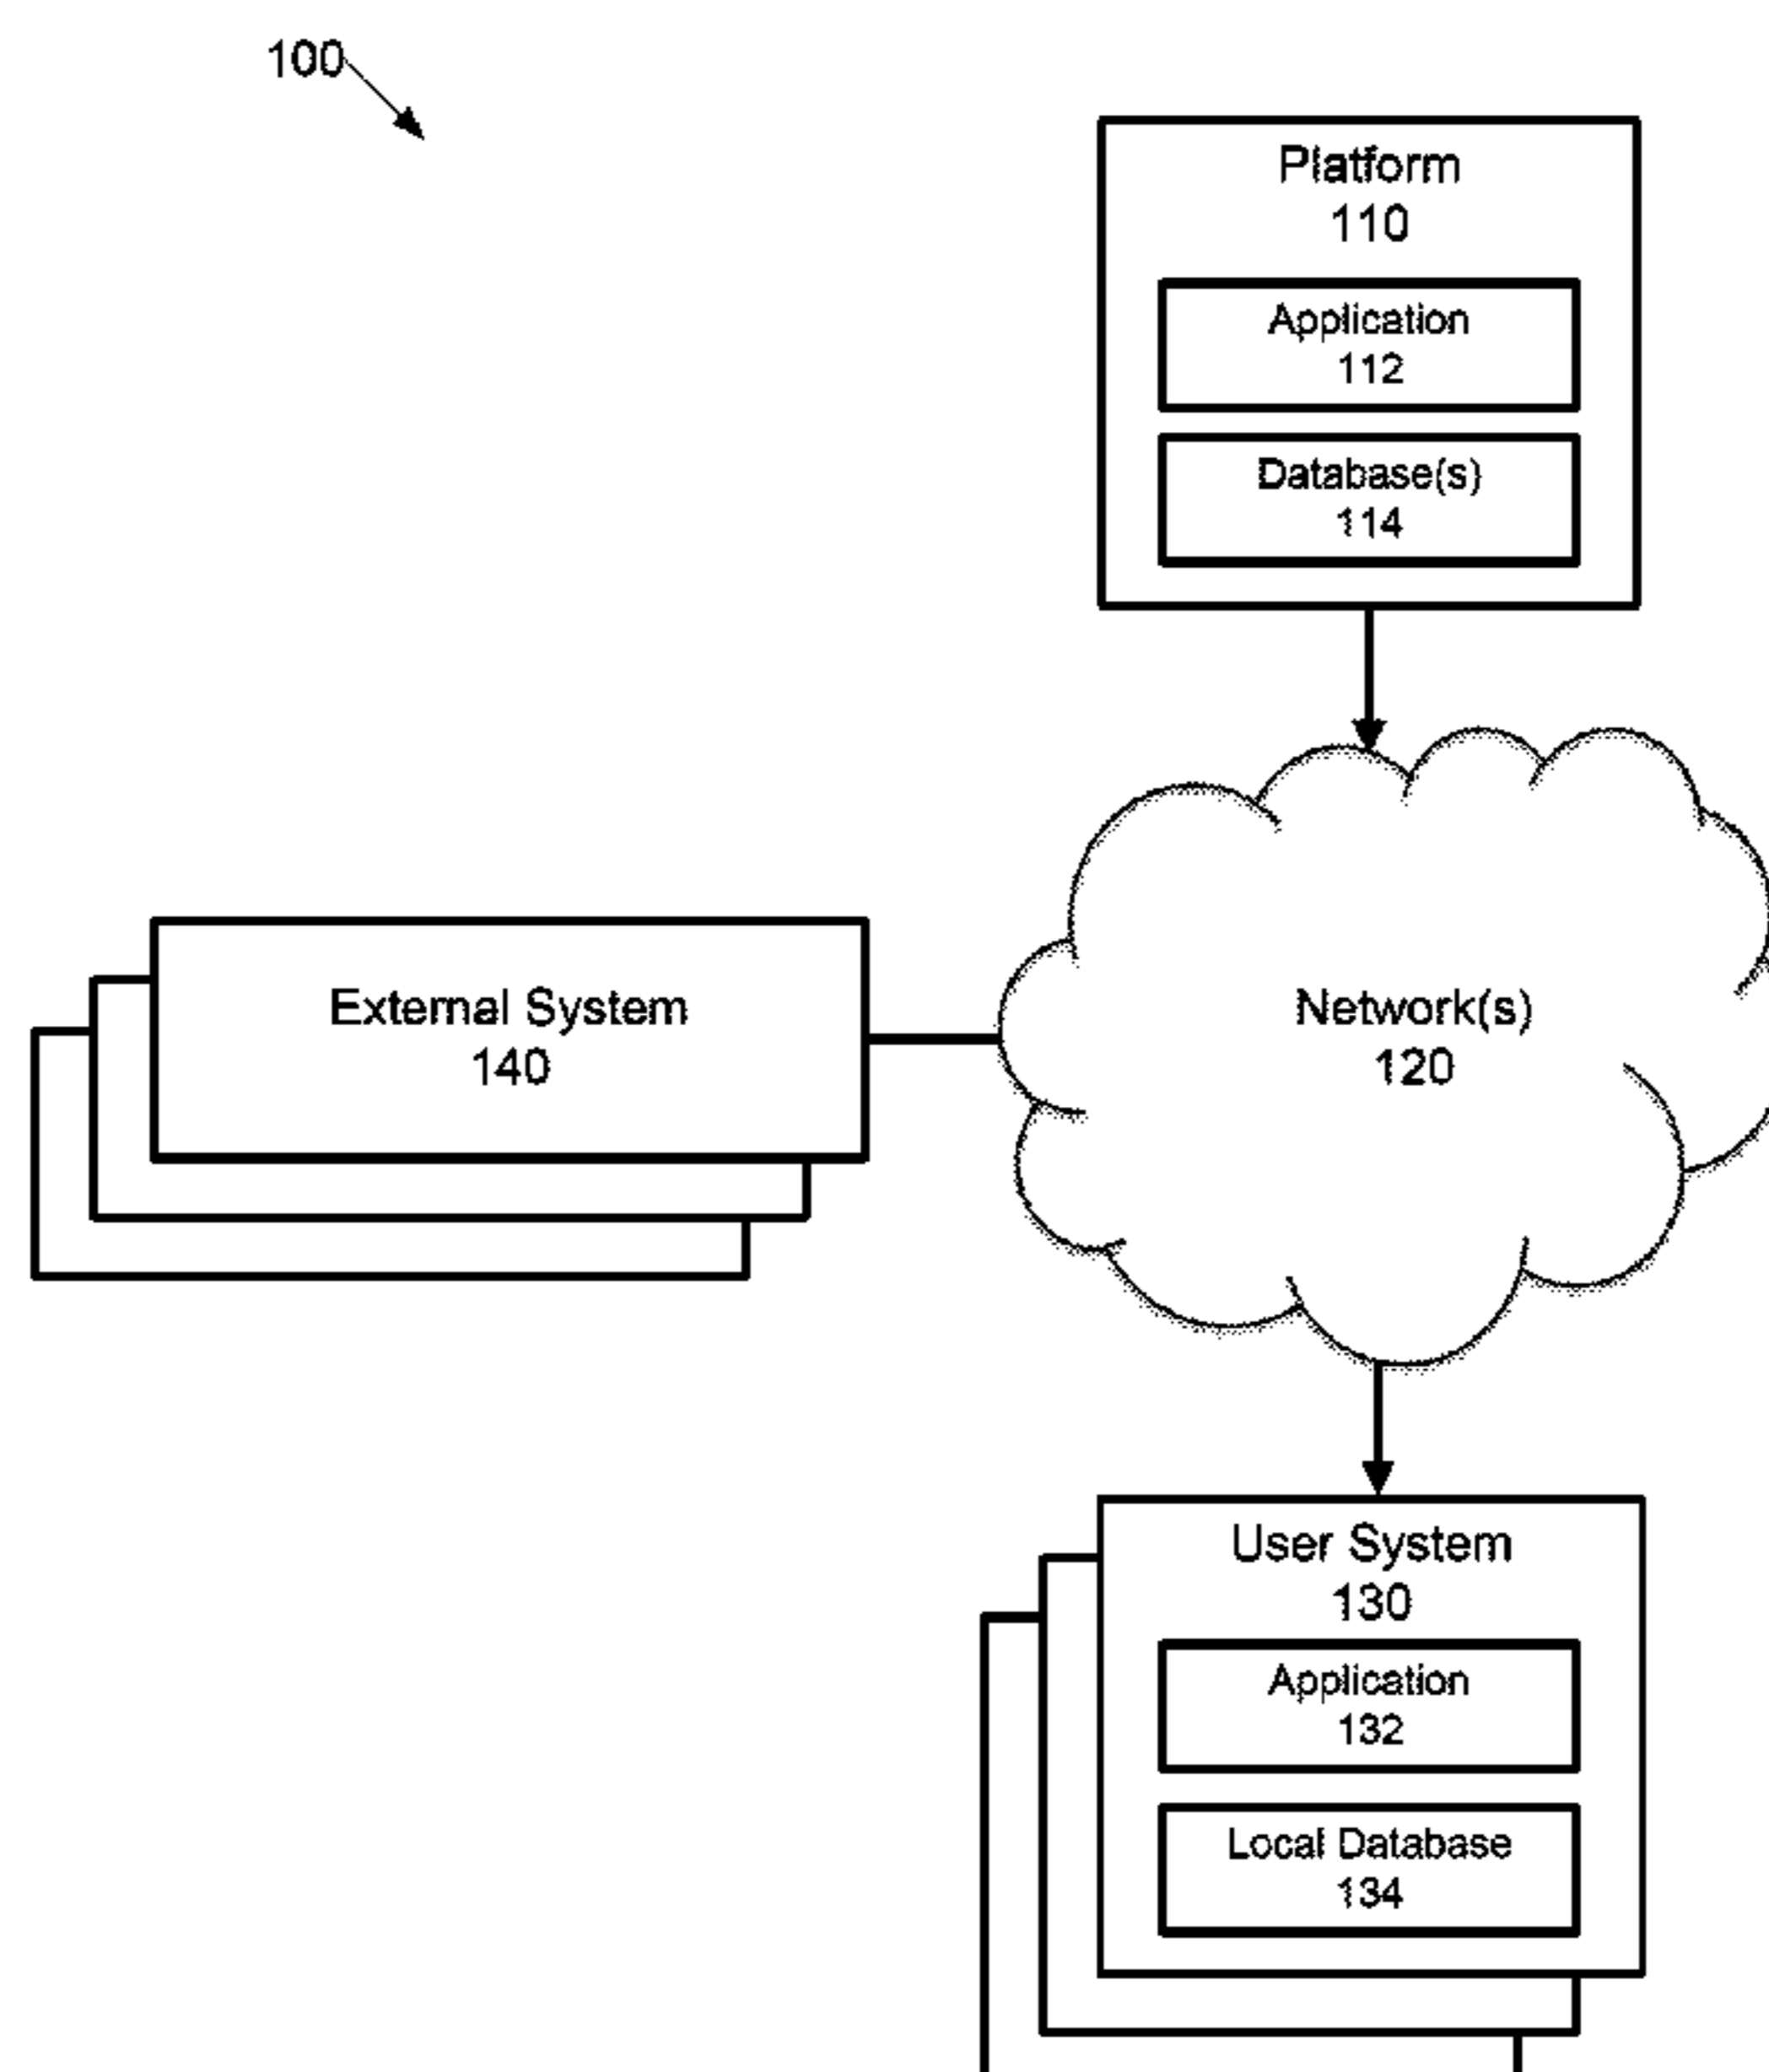 100
Platform
110
Application
112
Database(s)
114
External System
140
Network(s)
120
User System
130
Application
132
Local Database
134